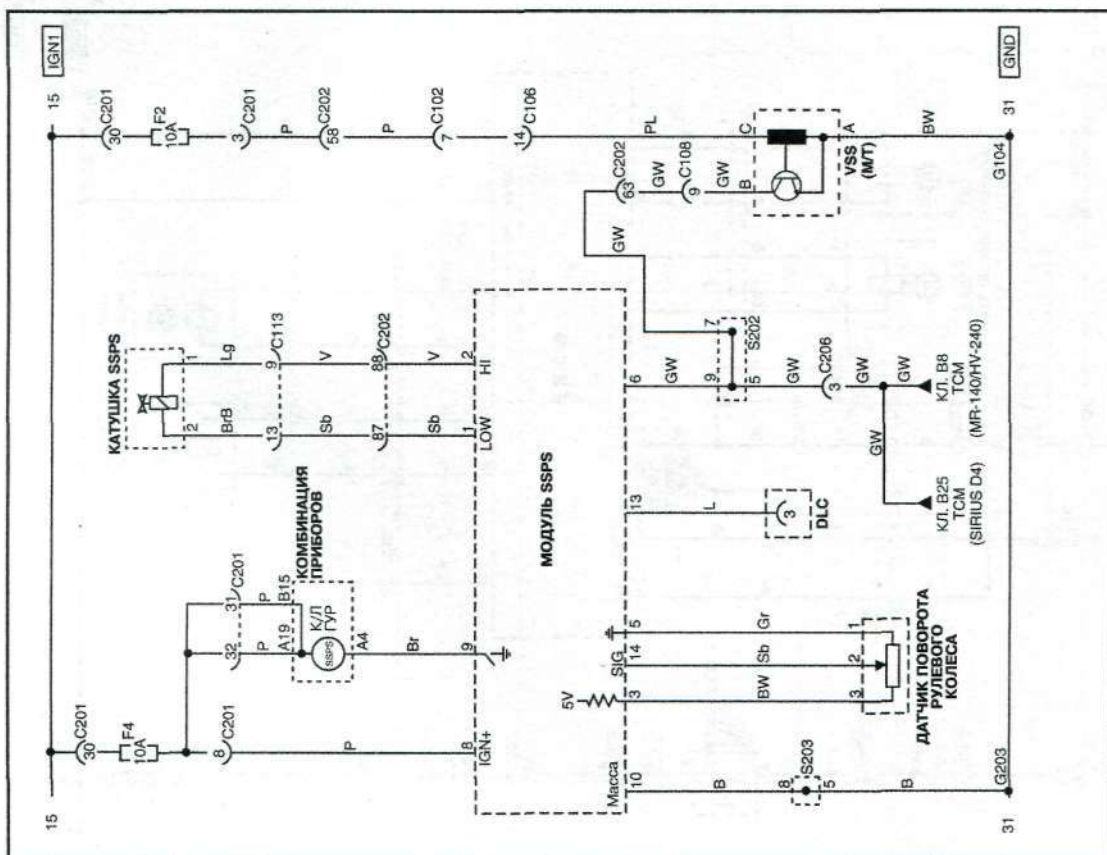 IGN1
15
15
30
C201
F2
10A
3
C201
P
58
C202
P
7
C102
14
C106
PL
C
VSS
(M/T)
A
BW
G104
31
GND
63
C202
GW
9
C108
GW
B
GW
КАТУШКА SSPS
1
2
Lg
BrB
9
13
C113
V
Sb
88
87
C202
V
Sb
2
1
HI
LOW
КОМБИНАЦИЯ
ПРИБОРОВ
31
32
C201
P
P
B15
A19
К/Л
ГУР
SSPS
A4
Br
9
30
C201
F4
10A
8
C201
P
8
IGN+
МОДУЛЬ SSPS
6
GW
7
9
5
S202
GW
3
C206
GW
GW
GW
КЛ. B8
TCM
(MR-140/HV-240)
КЛ. B25
TCM
(SIRIUS D4)
13
L
3
DLC
5V
SIG
5
14
3
Gr
Sb
BW
1
2
3
ДАТЧИК ПОВОРОТА
РУЛЕВОГО
КОЛЕСА
Масса
10
B
8
5
S203
B
G203
31